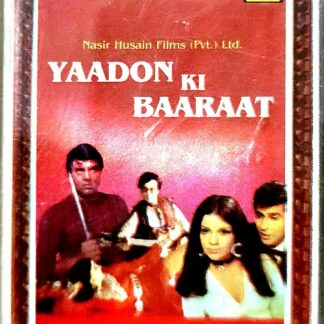 Nasir Husain Films (Pvt.) Ltd.
YAADON
KI
BAARAAT